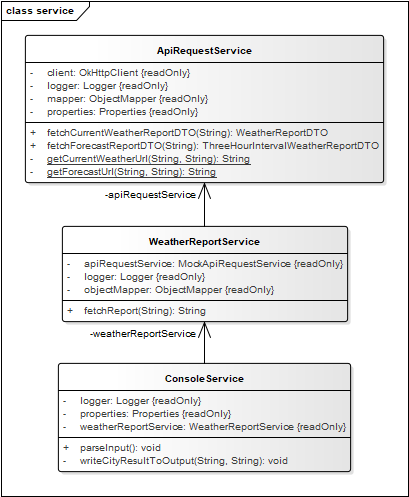 class service
ApiRequestService
- client: OkHttpClient {readOnly}
- logger: Logger {readOnly}
- mapper: ObjectMapper {readOnly}
- properties: Properties {readOnly}
+ fetchCurrentWeatherReportDTO(String): WeatherReportDTO
+ fetchForecastReportDTO(String): ThreeHourIntervalWeatherReportDTO
- getCurrentWeatherUrl(String, String): String
- getForecastUrl(String, String): String
-apiRequestService
WeatherReportService
- apiRequestService: MockApiRequestService {readOnly}
- logger: Logger {readOnly}
- objectMapper: ObjectMapper {readOnly}
+ fetchReport(String): String
-weatherReportService
ConsoleService
- logger: Logger {readOnly}
- properties: Properties {readOnly}
- weatherReportService: WeatherReportService {readOnly}
+ parseInput(): void
- writeCityResultToOutput(String, String): void